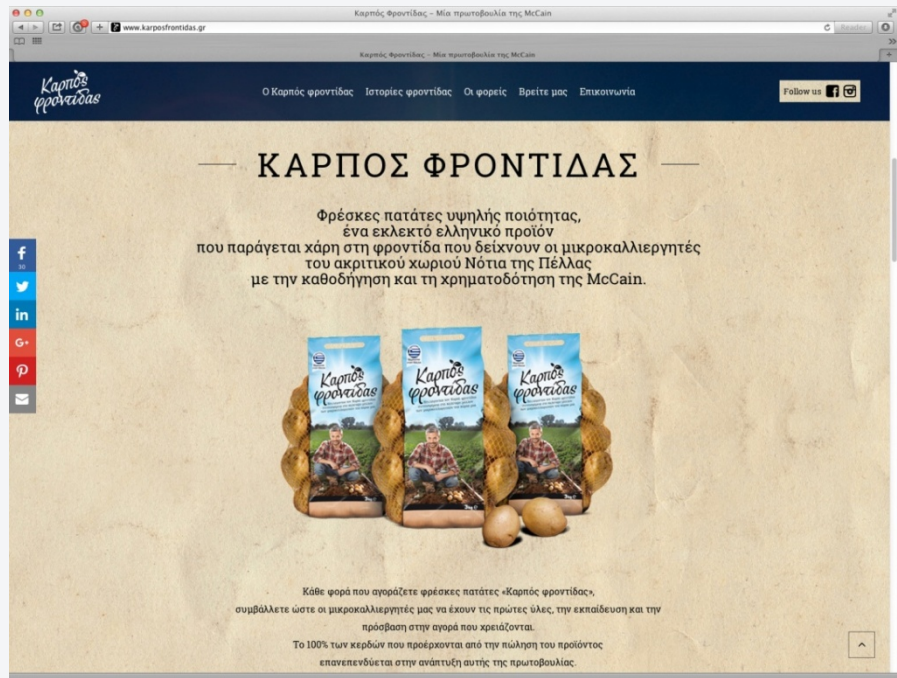 Καρπός Φροντίδας – Μία πρωτοβουλία της McCain
www.karposfrontidas.gr
Reader
Καρπός Φροντίδας – Μία πρωτοβουλία της McCain
Καρπός φροντίδας
Ο Καρπός φροντίδας Ιστορίες φροντίδας Οι φορείς Βρείτε μας Επικοινωνία
Follow us
ΚΑΡΠΟΣ ΦΡΟΝΤΙΔΑΣ
Φρέσκες πατάτες υψηλής ποιότητας,
ένα εκλεκτό ελληνικό προϊόν
που παράγεται χάρη στη φροντίδα που δείχνουν οι μικροκαλλιεργητές
του ακριτικού χωριού Νότια της Πέλλας
με την καθοδήγηση και τη χρηματοδότηση της McCain.
30
Καρπός φροντίδας
Καρπός φροντίδας
Καρπός φροντίδας
Κάθε φορά που αγοράζετε φρέσκες πατάτες «Καρπός φροντίδας»,
συμβάλλετε ώστε οι μικροκαλλιεργητές μας να έχουν τις πρώτες ύλες, την εκπαίδευση και την
πρόσβαση στην αγορά που χρειάζονται.
Το 100% των κερδών που προέρχονται από την πώληση του προϊόντος
επανεπενδύεται στην ανάπτυξη αυτής της πρωτοβουλίας.